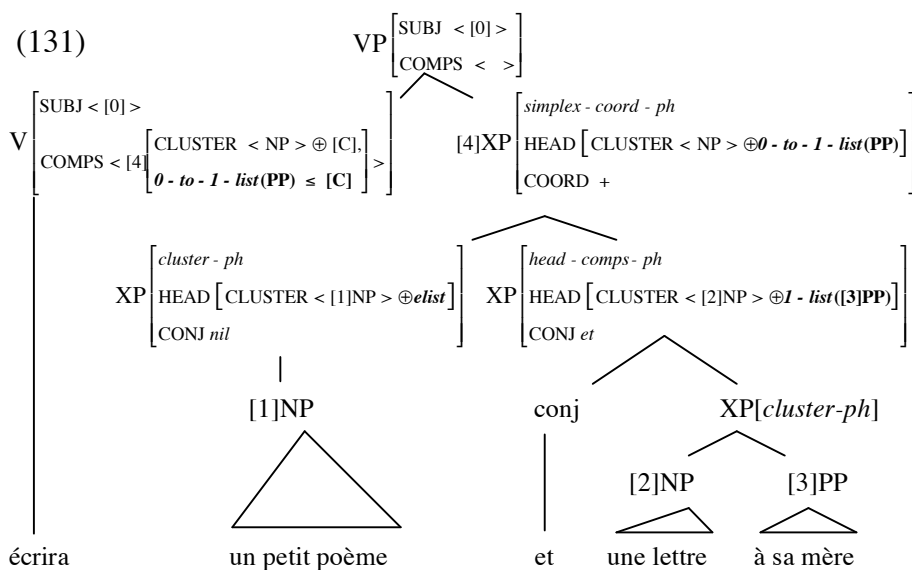 (131)
VP [SUBJ < [0] >
COMPS < >]
V [SUBJ < [0] >
COMPS < [4] [CLUSTER < NP > ⊕ [C],
0 - to - 1 - list(PP) ≤ [C]] >]
[4]XP [simplex - coord - ph
HEAD [CLUSTER < NP > ⊕ 0 - to - 1 - list(PP)]
COORD +]
XP [cluster - ph
HEAD [CLUSTER < [1]NP > ⊕ elist]
CONJ nil]
XP [head - comps - ph
HEAD [CLUSTER < [2]NP > ⊕ 1 - list([3]PP)]
CONJ et]
[1]NP conj XP[cluster-ph]
[2]NP [3]PP
écrira un petit poème et une lettre à sa mère